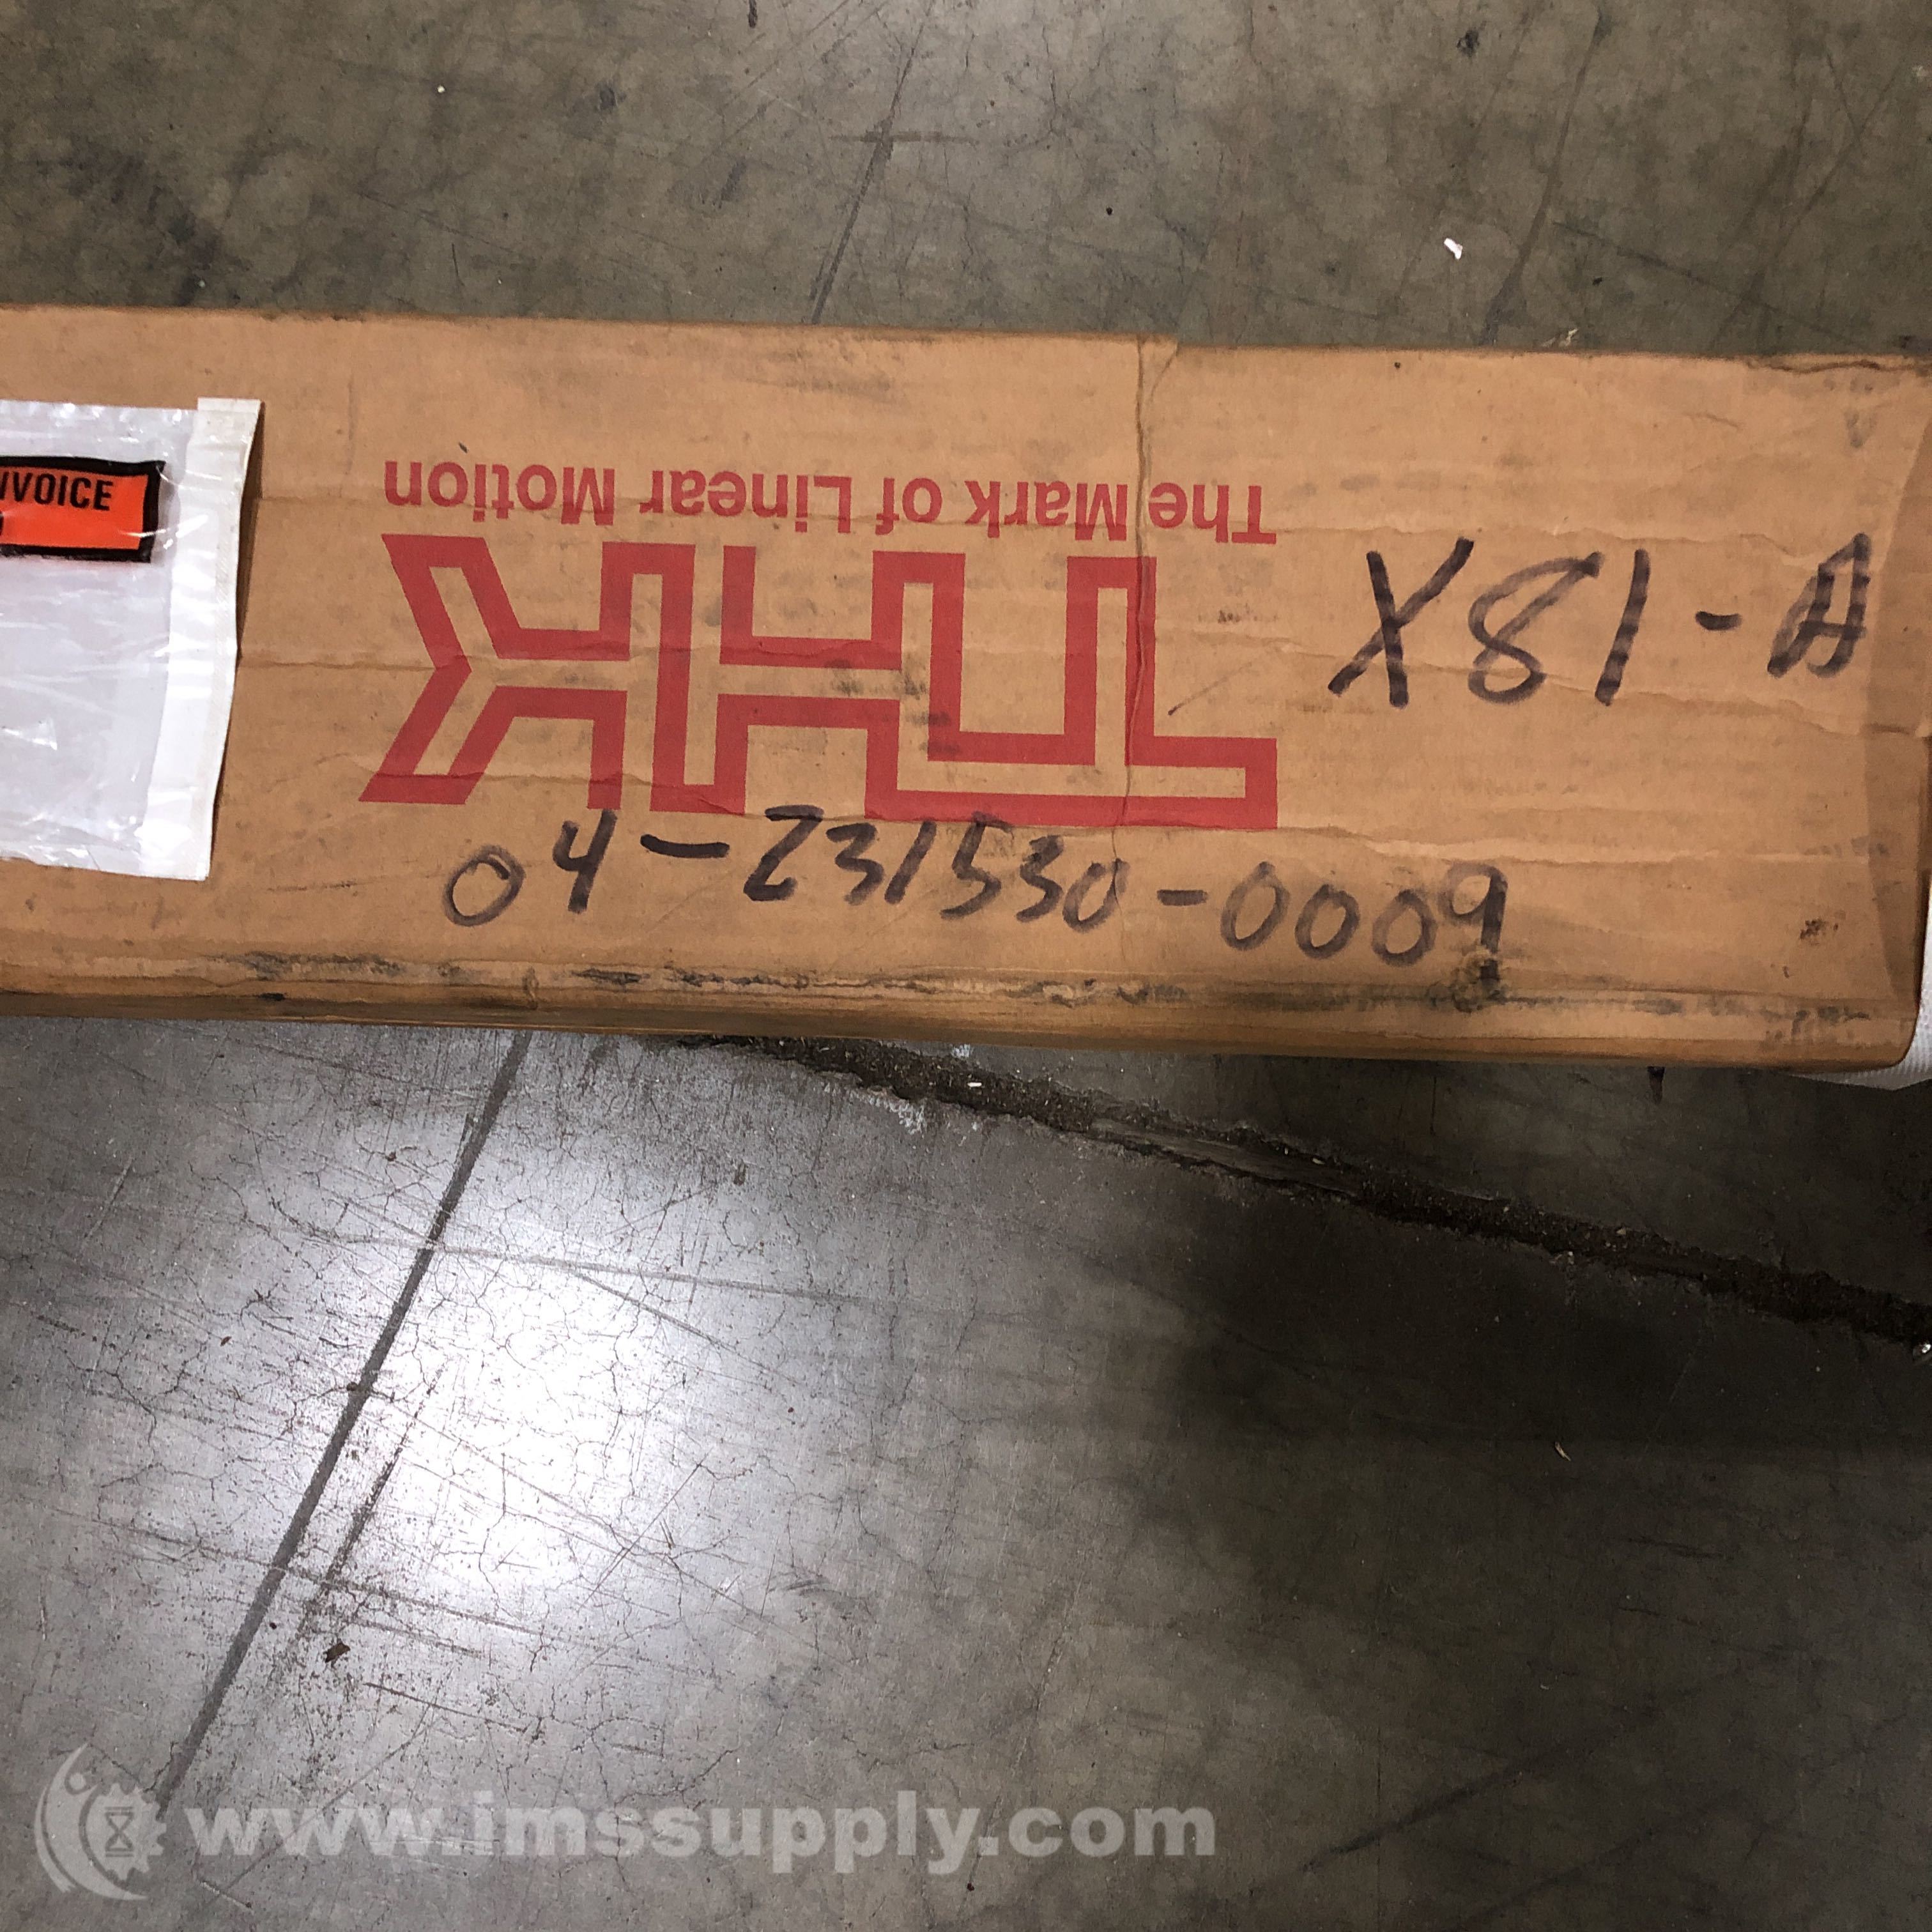 NVOICE
The Mark of Linear Motion
THK
X81-A
04-231530-0009
www.imssupply.com